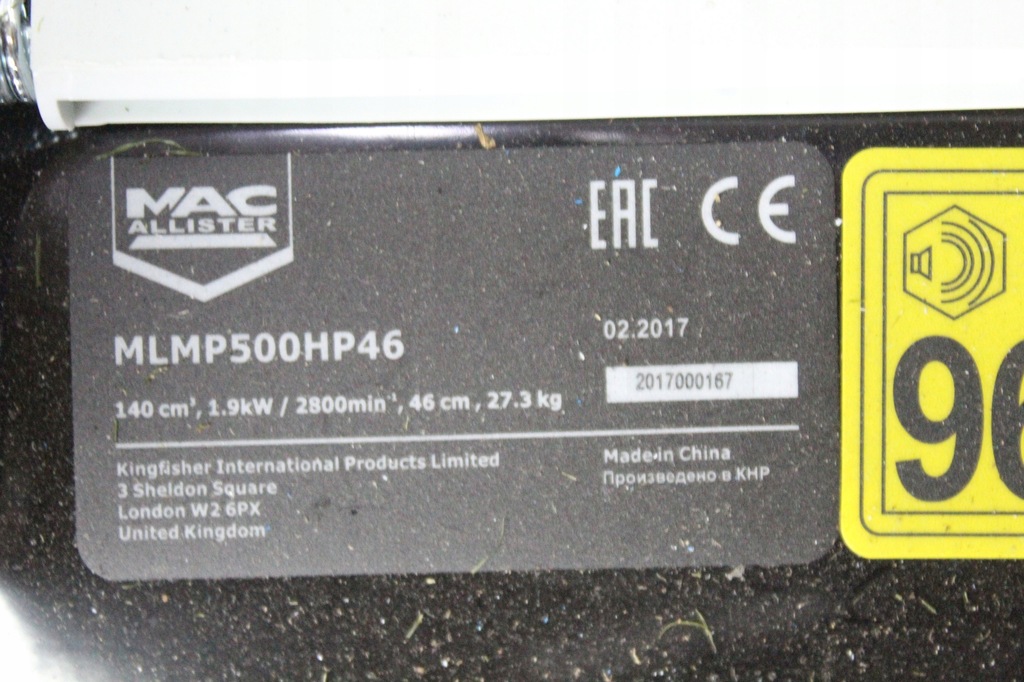 MAC
ALLISTER
EAC CE
MLMP500HP46
02.2017
2017000167
140 cm³, 1.9kW / 2800min⁻¹, 46 cm , 27.3 kg
Kingfisher International Products Limited
3 Sheldon Square
London W2 6PX
United Kingdom
Made in China
Произведено в КНР
96